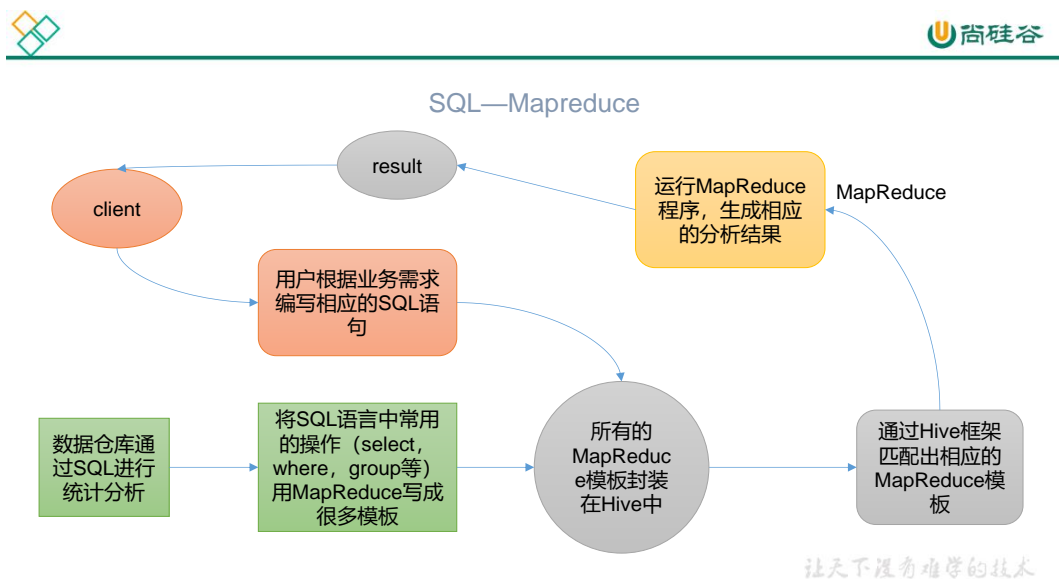 尚硅谷
SQL—Mapreduce
result
client
运行MapReduce
程序，生成相应
的分析结果
MapReduce
用户根据业务需求
编写相应的SQL语
句
数据仓库通
过SQL进行
统计分析
将SQL语言中常用
的操作（select，
where，group等）
用MapReduce写成
很多模板
所有的
MapReduc
e模板封装
在Hive中
通过Hive框架
匹配出相应的
MapReduce模
板
让天下没有难学的技术